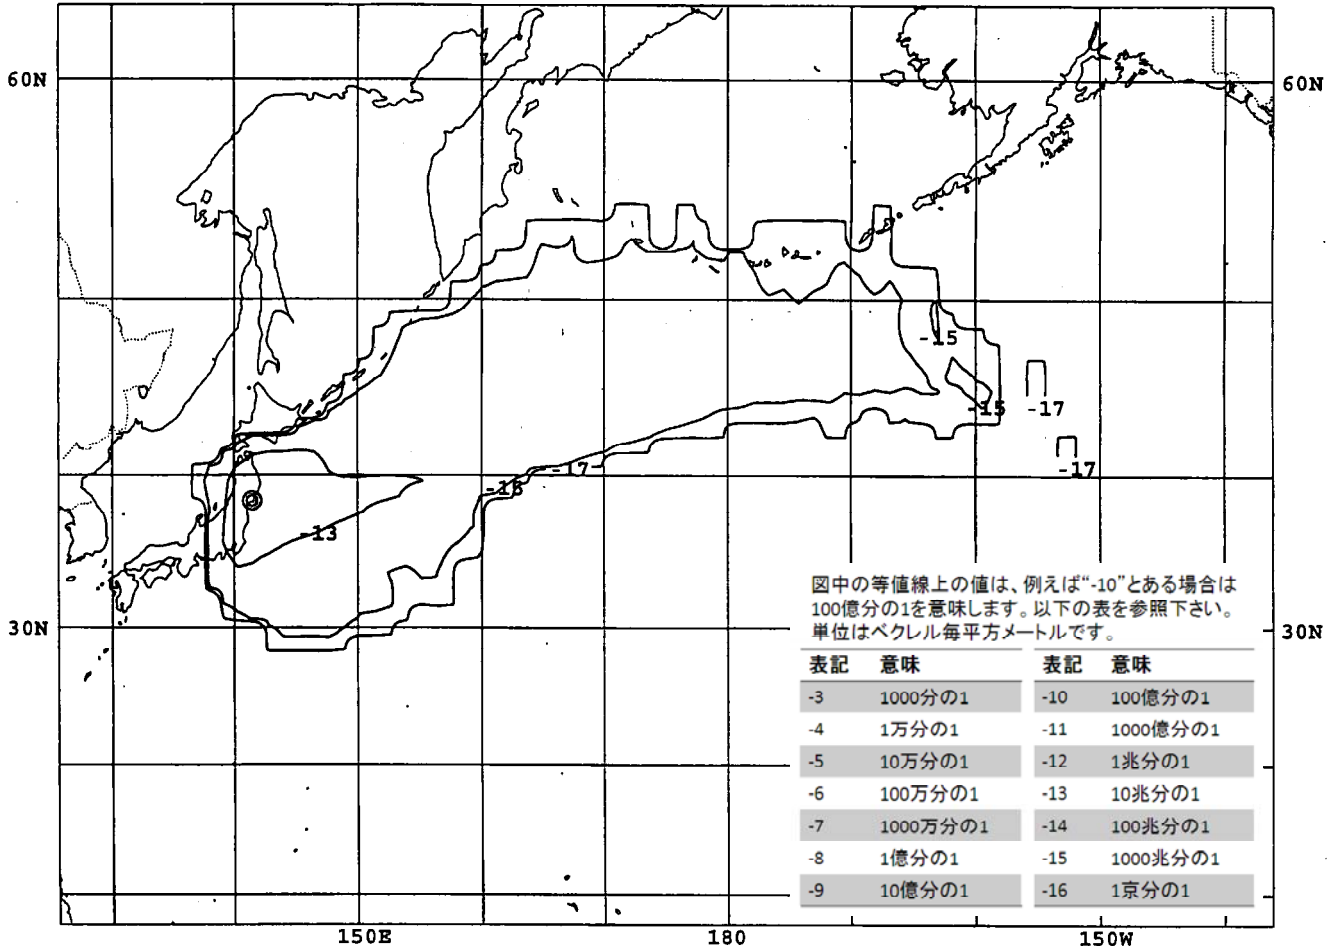 60N
60N
-15
-15
-17
-17
-17
-15
-13
30N
30N
図中の等値線上の値は、例えば“-10”とある場合は
100億分の1を意味します。以下の表を参照下さい。
単位はベクレル毎平方メートルです。
表記 意味 表記 意味
-3 1000分の1 -10 100億分の1
-4 1万分の1 -11 1000億分の1
-5 10万分の1 -12 1兆分の1
-6 100万分の1 -13 10兆分の1
-7 1000万分の1 -14 100兆分の1
-8 1億分の1 -15 1000兆分の1
-9 10億分の1 -16 1京分の1
150E 180 150W